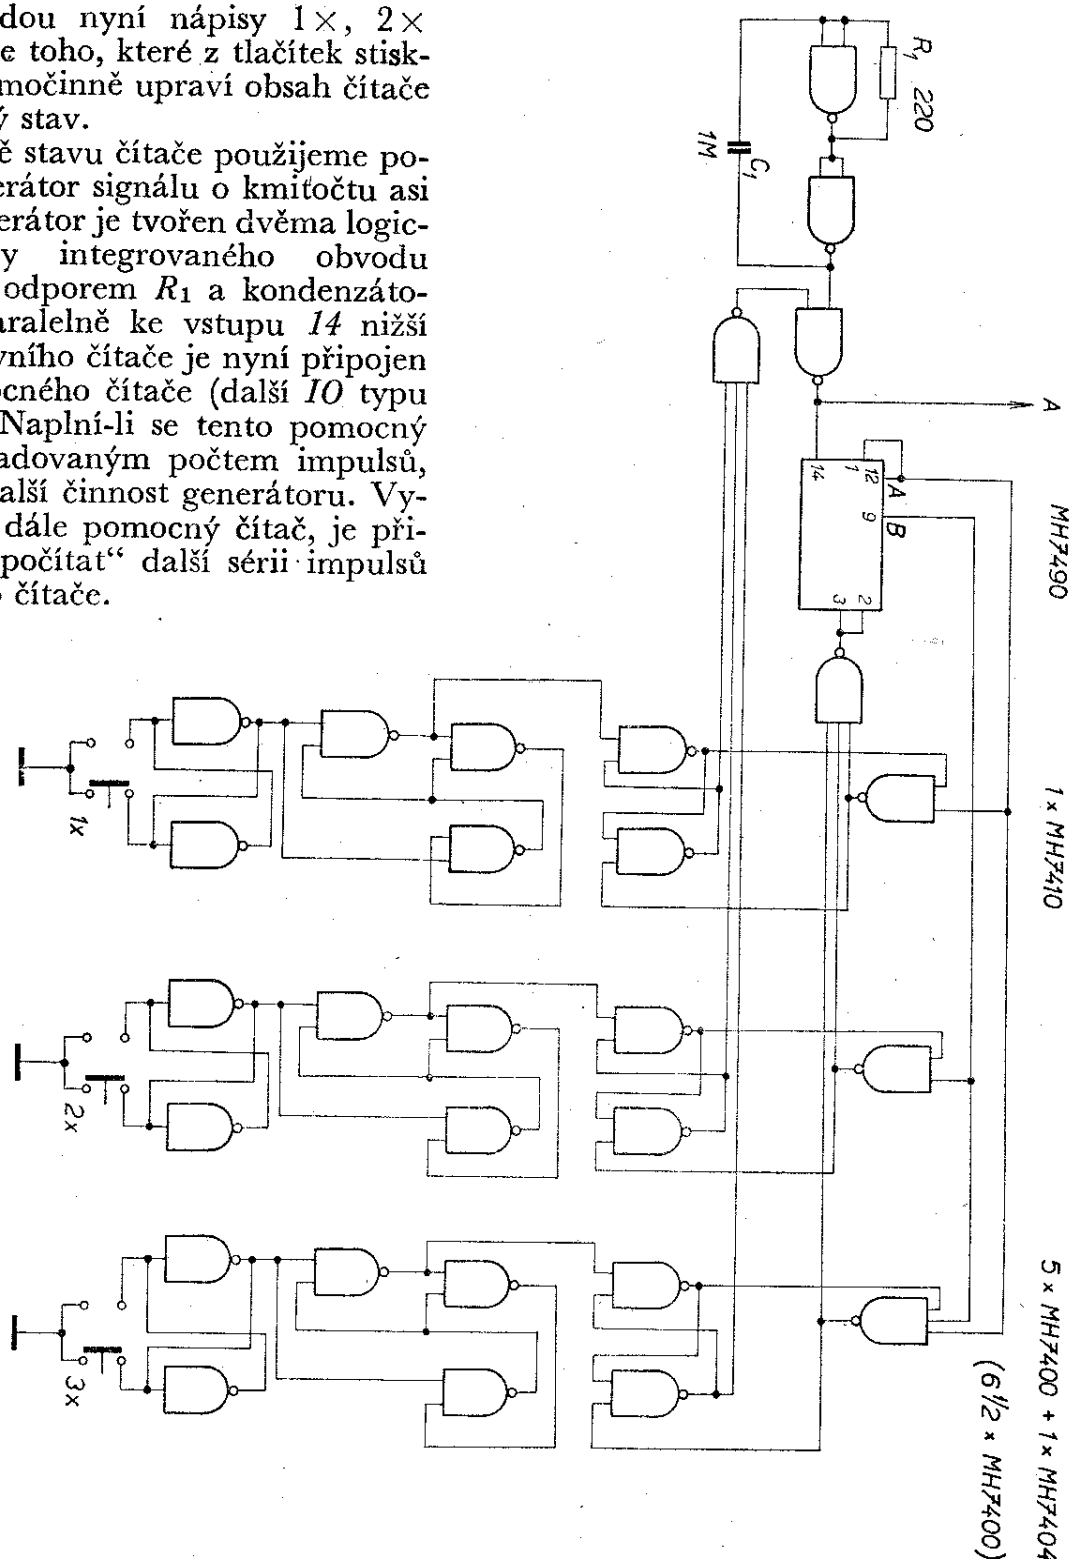 dou nyní nápisy 1×, 2×
e toho, které z tlačítek stisk-
močinně upraví obsah čítače
ý stav.
ě stavu čítače použijeme po-
erátor signálu o kmitočtu asi
erátor je tvořen dvěma logic-
y integrovaného obvodu
odporem R1 a kondenzáto-
aralelně ke vstupu 14 nižší
vního čítače je nyní připojen
ocného čítače (další IO typu
Naplní-li se tento pomocný
adovaným počtem impulsů,
alší činnost generátoru. Vy-
dále pomocný čítač, je při-
počítat“ další sérii impulsů
čítače.
R1 220
C1
1M
A
MH7490
14
1
12
A
9
B
3
2
1 x MH7410
5 x MH7400 + 1 x MH7404
(6 1/2 x MH7400)
1x
2x
3x